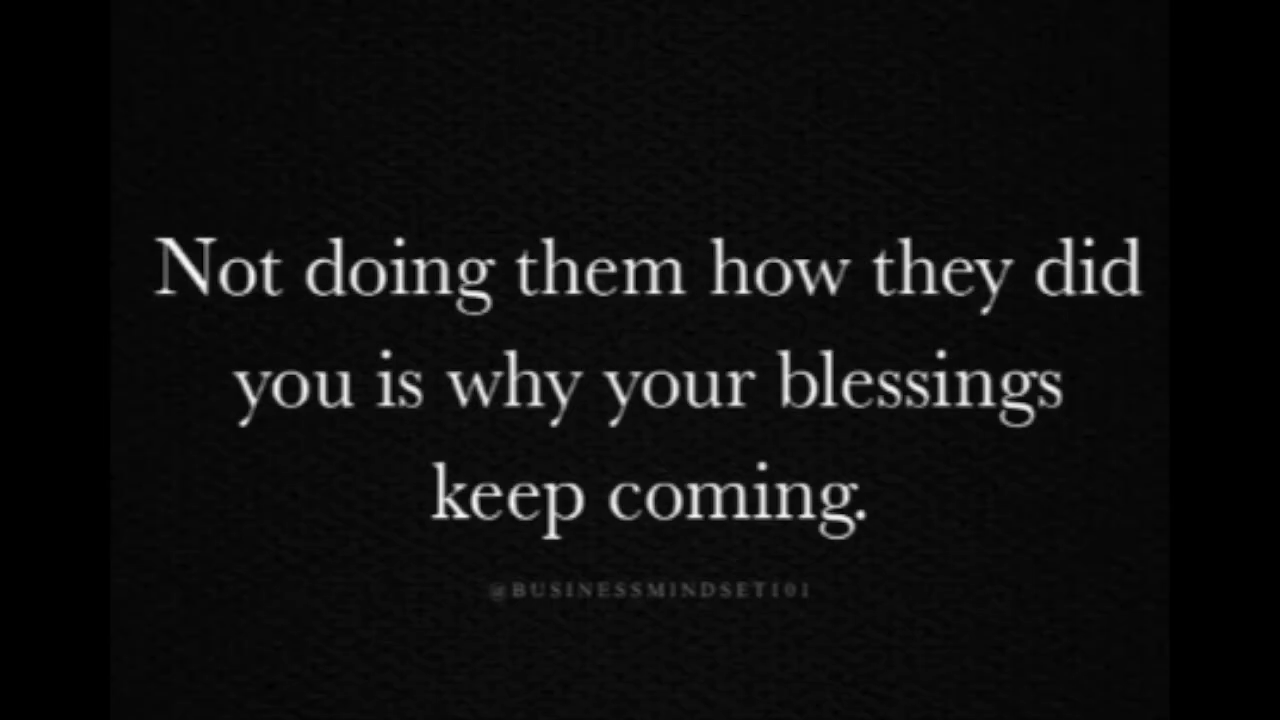 Not doing them how they did
you is why your blessings
keep coming.
@BUSINESSMINDSET101